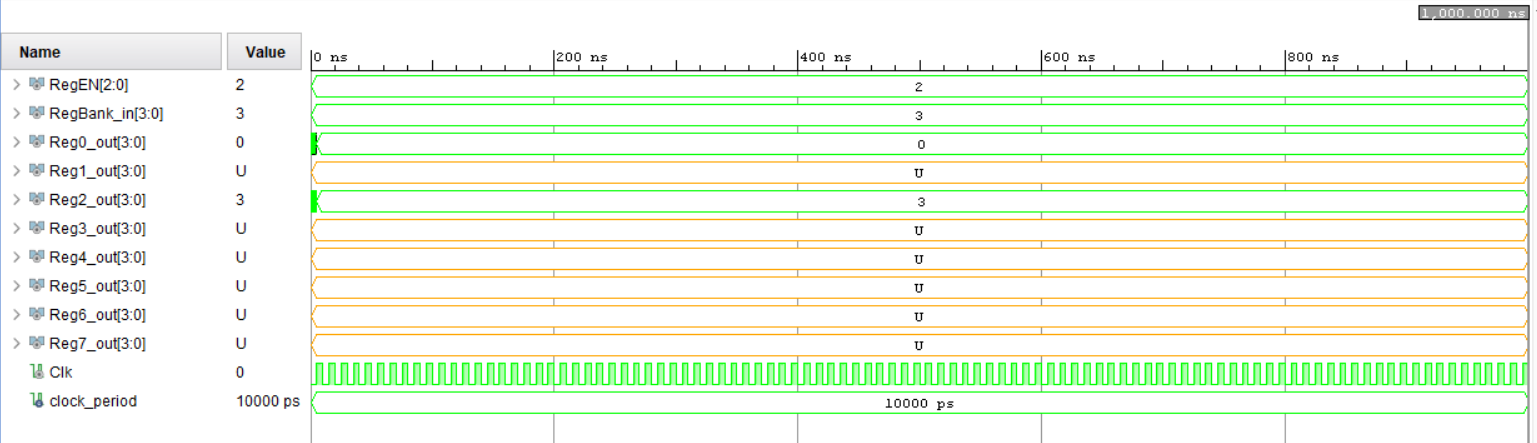 1,000.000 ns
Name Value 0 ns 200 ns 400 ns 600 ns 800 ns
RegEN[2:0] 2 2
RegBank_in[3:0] 3 3
Reg0_out[3:0] 0 0
Reg1_out[3:0] U U
Reg2_out[3:0] 3 3
Reg3_out[3:0] U U
Reg4_out[3:0] U U
Reg5_out[3:0] U U
Reg6_out[3:0] U U
Reg7_out[3:0] U U
Clk 0
clock_period 10000 ps 10000 ps